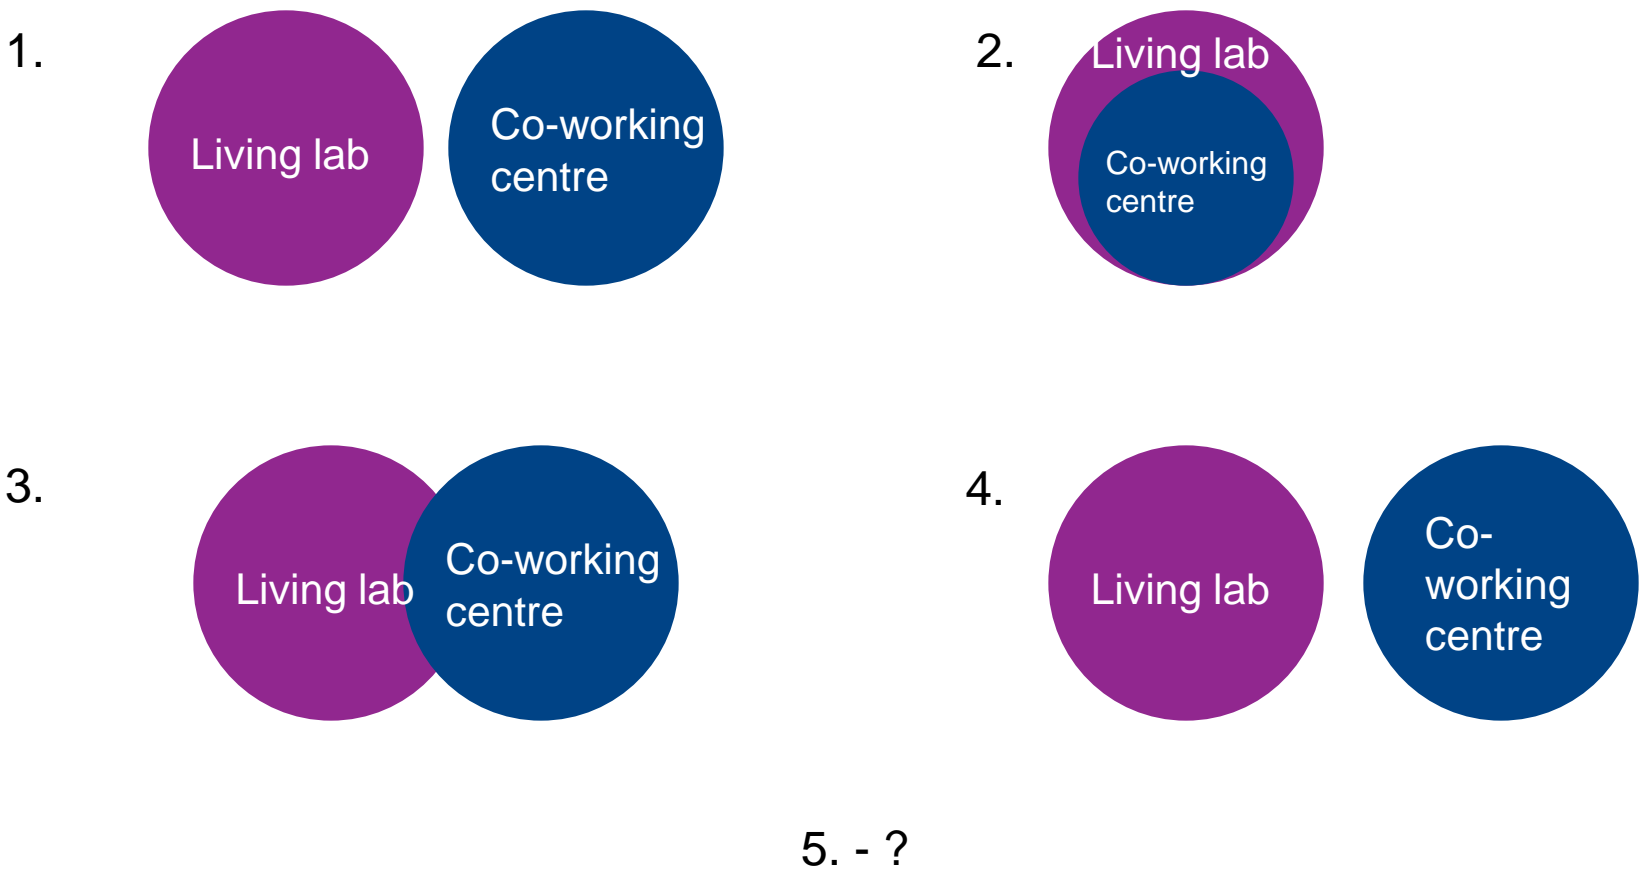 1.
Living lab
Co-working
centre
2.
Living lab
Co-working
centre
3.
Living lab
Co-working
centre
4.
Living lab
Co-
working
centre
5. - ?